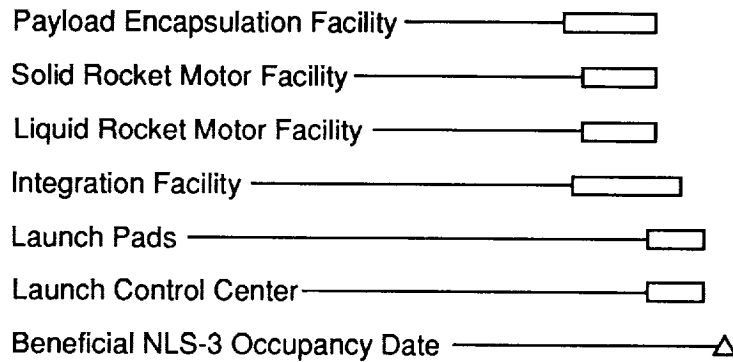 Payload Encapsulation Facility
Solid Rocket Motor Facility
Liquid Rocket Motor Facility
Integration Facility
Launch Pads
Launch Control Center
Beneficial NLS-3 Occupancy Date